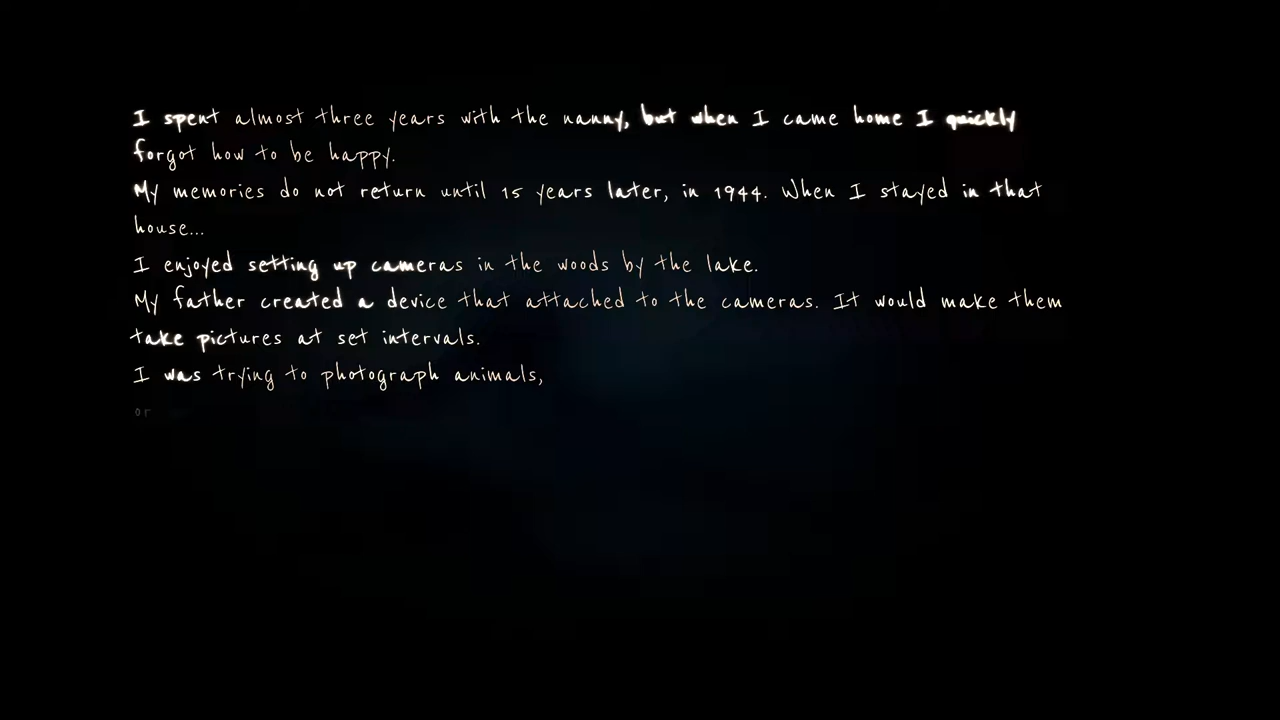 I spent almost three years with the nanny, but when I came home I quickly
forgot how to be happy.
My memories do not return until 15 years later, in 1944. When I stayed in that
house...
I enjoyed setting up cameras in the woods by the lake.
My father created a device that attached to the cameras. It would make them
take pictures at set intervals.
I was trying to photograph animals,
or